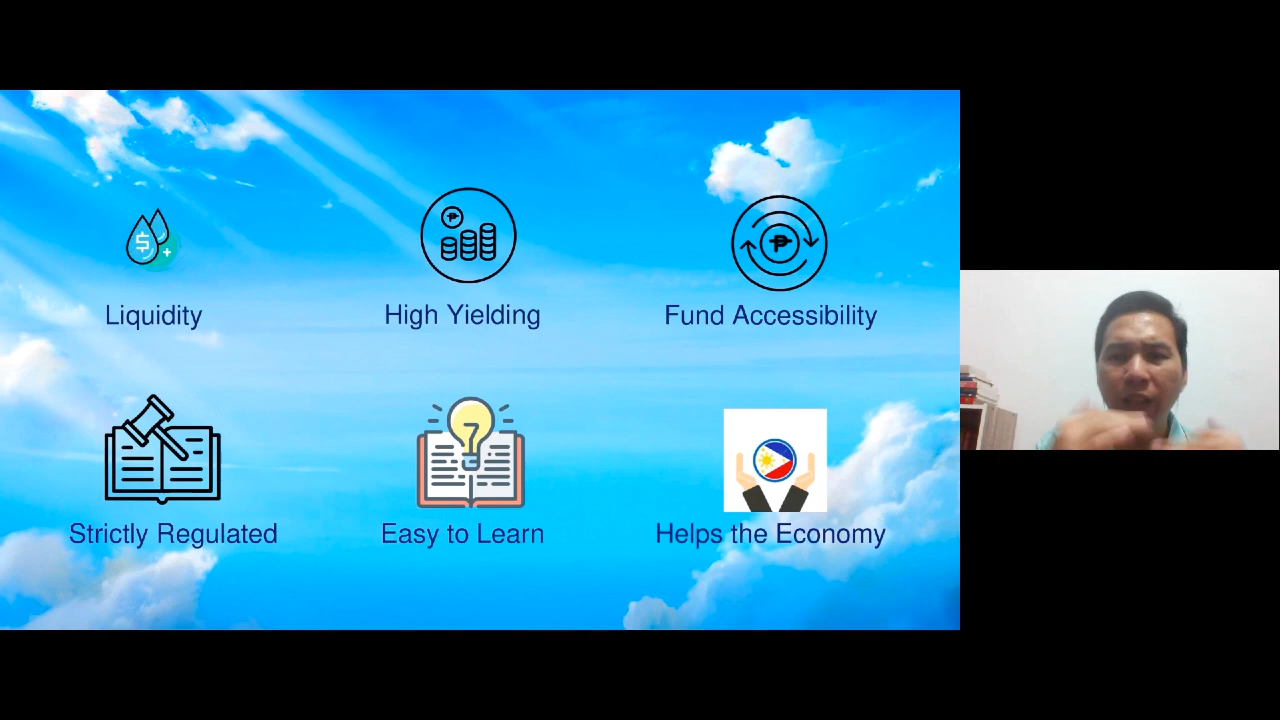 Liquidity
High Yielding
Fund Accessibility
Strictly Regulated
Easy to Learn
Helps the Economy